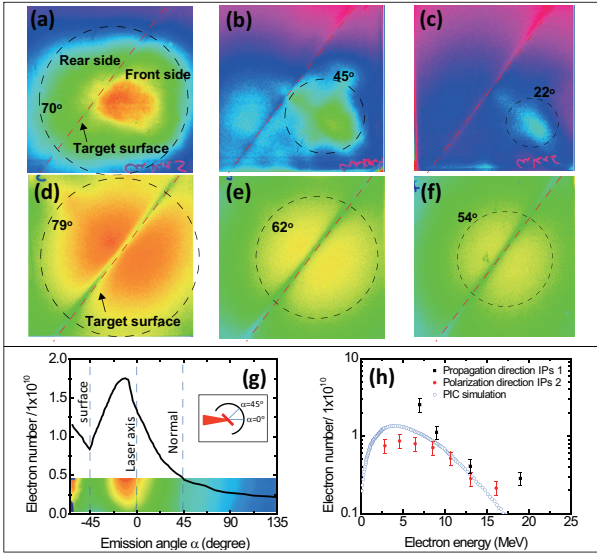 (a)
Rear side
Front side
70°
Target surface
(b)
45°
(c)
22°
(d)
79°
Target surface
(e)
62°
(f)
54°
(g)
Electron number/1x10¹⁰
2.0
1.5
1.0
0.5
0.0
surface
Laser axis
Normal
α=45°
α=0°
-45 0 45 90 135
Emission angle α (degree)
(h)
Electron number/1x10¹⁰
10
1
0.1
Propagation direction IPs 1
Polarization direction IPs 2
PIC simulation
0 5 10 15 20 25
Electron energy (MeV)